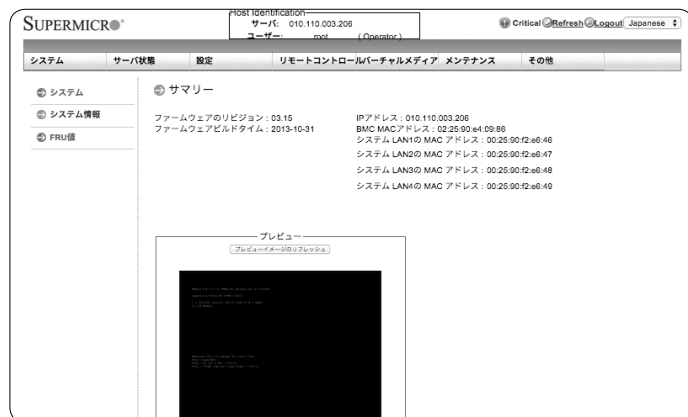 SUPERMICR
Host Identification
サーバ: 010.110.003.206
ユーザー: root (Operator)
Critical Refresh Logout Japanese
システム サーバ状態 設定 リモートコントロール バーチャルメディア メンテナンス その他
システム
システム情報
FRU値
サマリー
ファームウェアのリビジョン : 03.15
ファームウェアビルドタイム : 2013-10-31
IPアドレス : 010.110.003.206
BMC MACアドレス : 02:25:90:e4:09:86
システム LAN1の MAC アドレス : 00:25:90:f2:e6:46
システム LAN2の MAC アドレス : 00:25:90:f2:e6:47
システム LAN3の MAC アドレス : 00:25:90:f2:e6:48
システム LAN4の MAC アドレス : 00:25:90:f2:e6:49
プレビュー
プレビューイメージのリフレッシュ